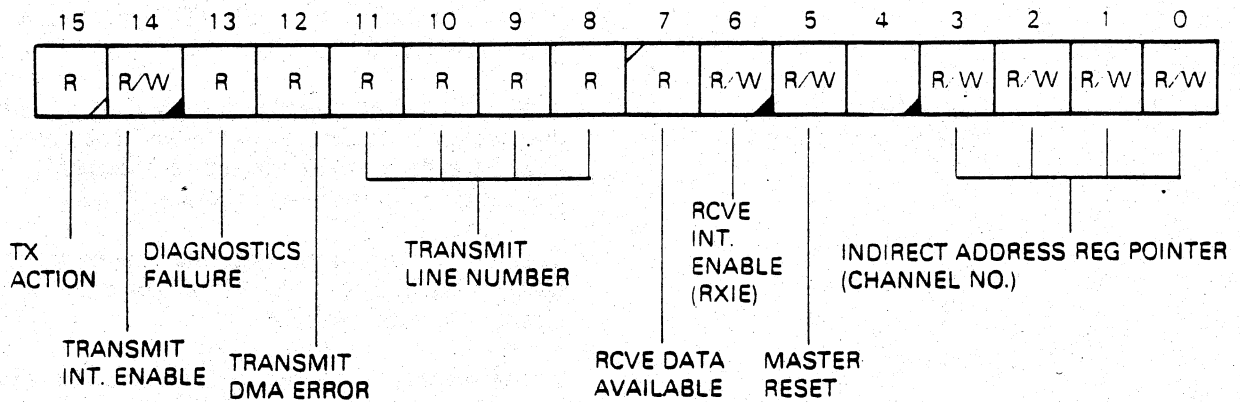 15 14 13 12 11 10 9 8 7 6 5 4 3 2 1 0
R R/W R R R R R R R R/W R/W R/W R/W R/W R/W
TX
ACTION
DIAGNOSTICS
FAILURE
TRANSMIT
LINE NUMBER
RCVE
INT.
ENABLE
(RXIE)
INDIRECT ADDRESS REG POINTER
(CHANNEL NO.)
TRANSMIT
INT. ENABLE
TRANSMIT
DMA ERROR
RCVE DATA
AVAILABLE
MASTER
RESET